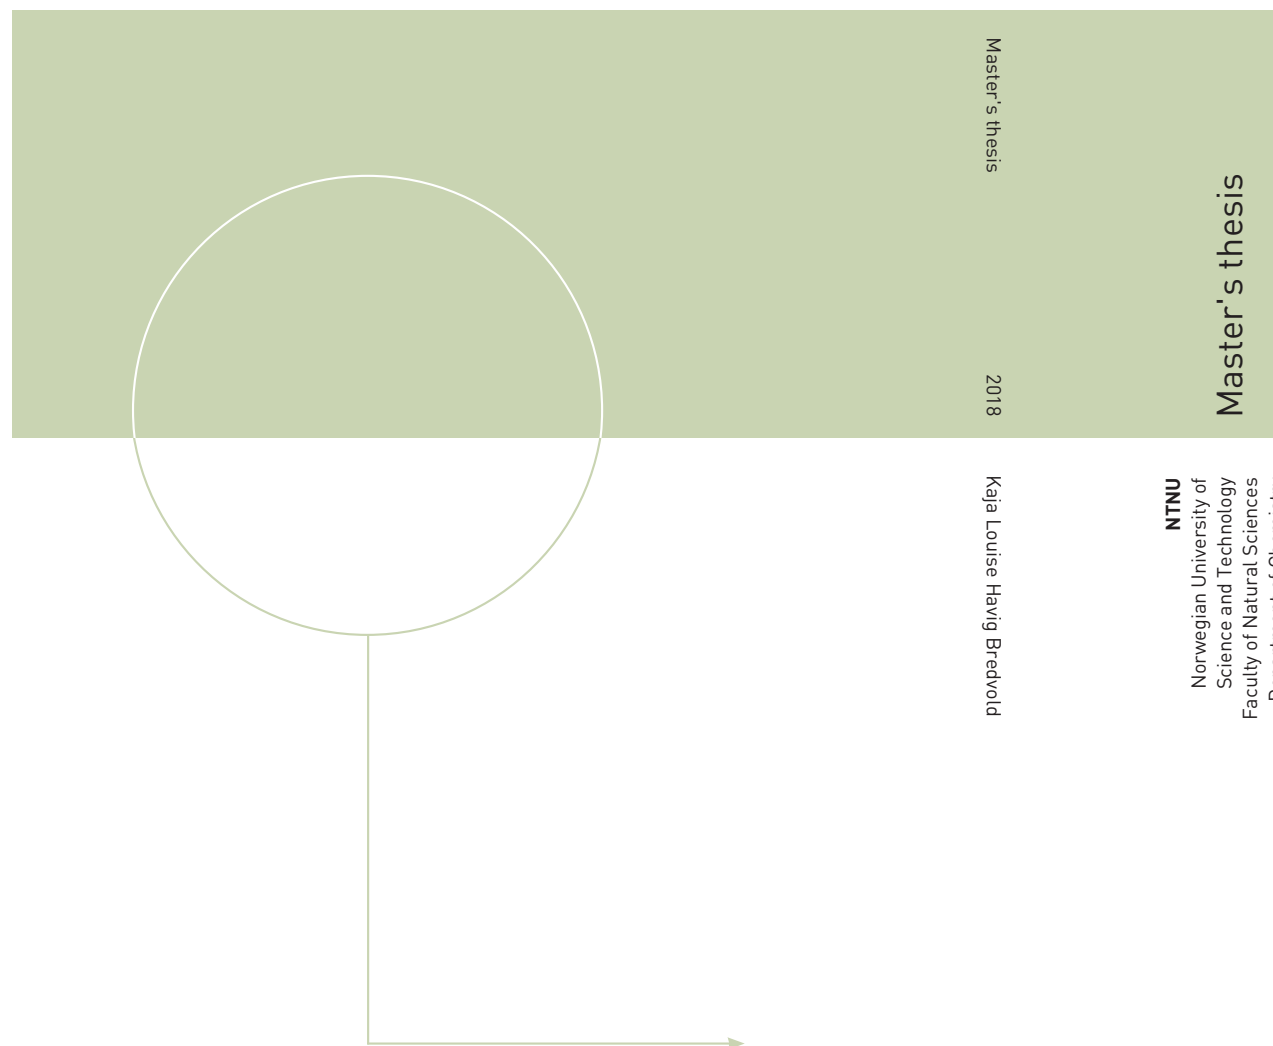 Master's thesis
2018
Kaja Louise Havig Bredvold
Master's thesis
NTNU
Norwegian University of
Science and Technology
Faculty of Natural Sciences